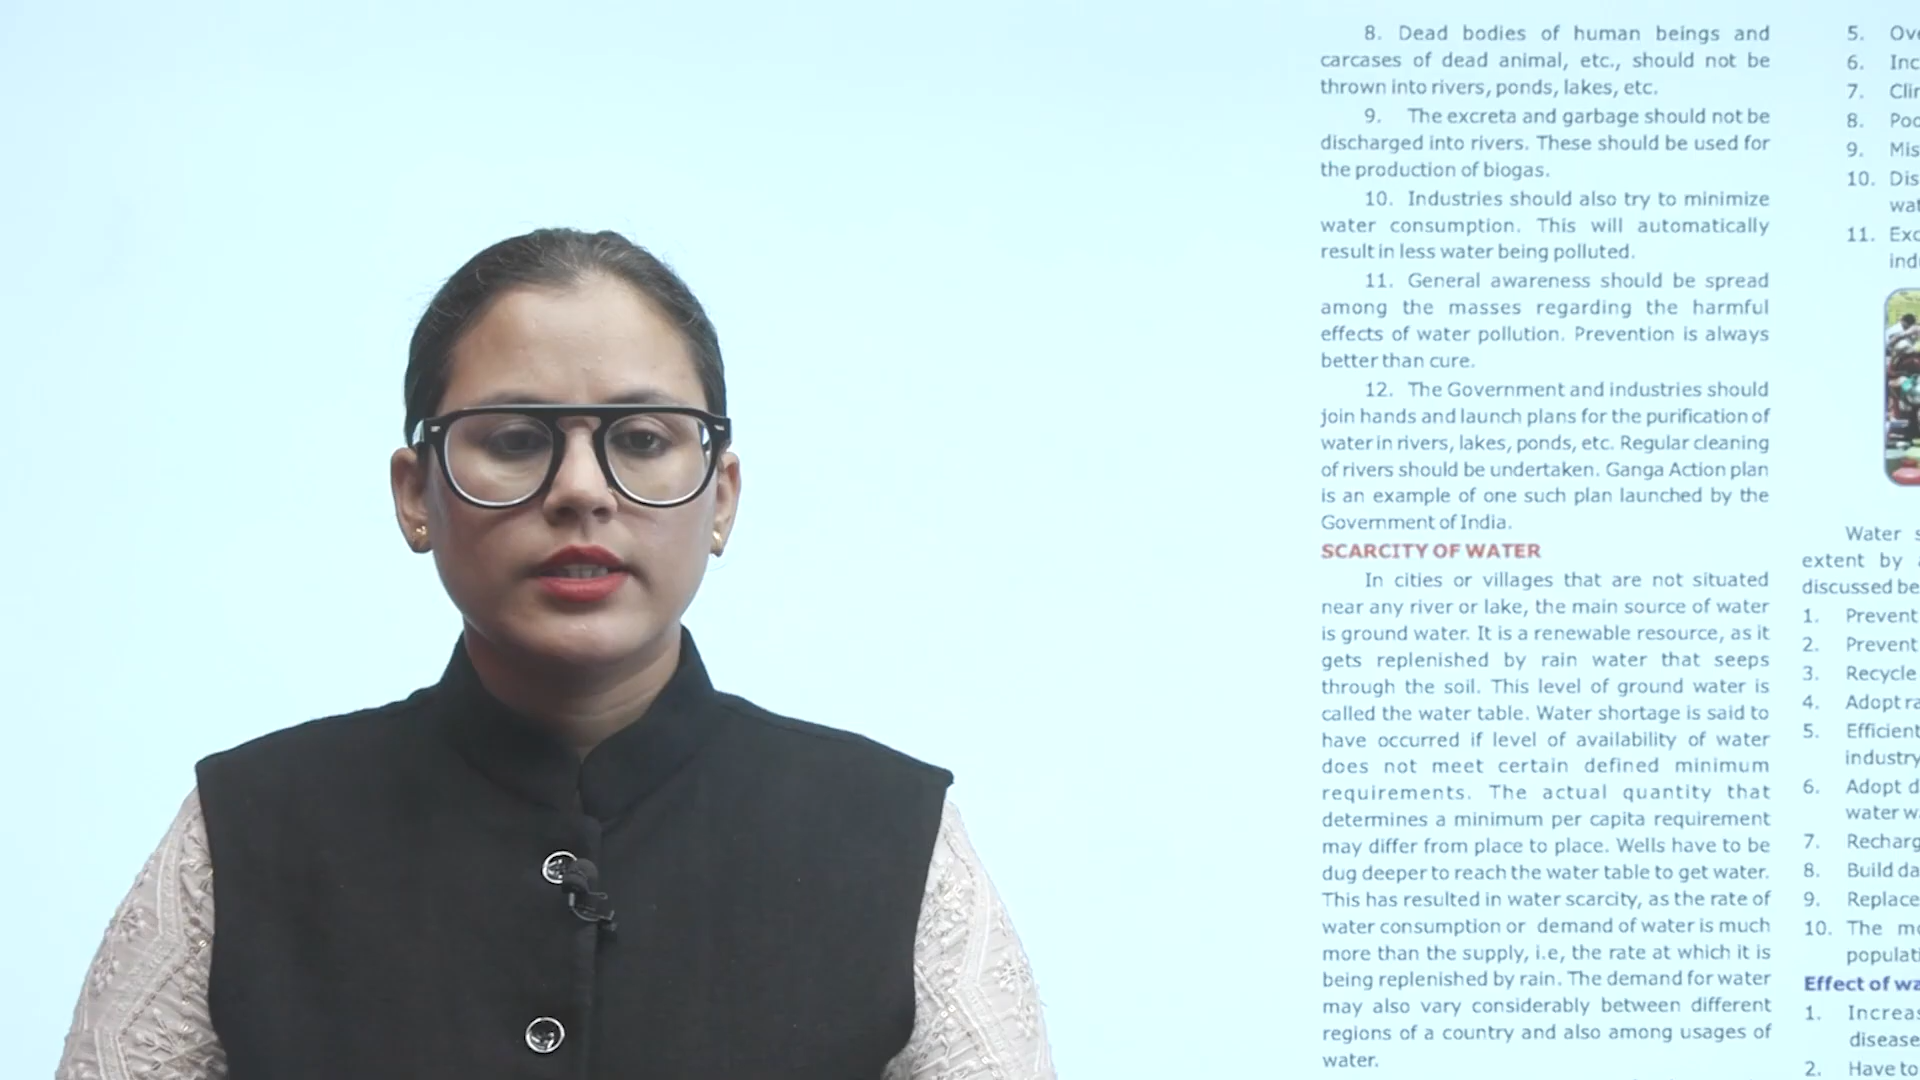 8. Dead bodies of human beings and
carcases of dead animal, etc., should not be
thrown into rivers, ponds, lakes, etc.
9. The excreta and garbage should not be
discharged into rivers. These should be used for
the production of biogas.
10. Industries should also try to minimize
water consumption. This will automatically
result in less water being polluted.
11. General awareness should be spread
among the masses regarding the harmful
effects of water pollution. Prevention is always
better than cure.
12. The Government and industries should
join hands and launch plans for the purification of
water in rivers, lakes, ponds, etc. Regular cleaning
of rivers should be undertaken. Ganga Action plan
is an example of one such plan launched by the
Government of India.
SCARCITY OF WATER
In cities or villages that are not situated
near any river or lake, the main source of water
is ground water. It is a renewable resource, as it
gets replenished by rain water that seeps
through the soil. This level of ground water is
called the water table. Water shortage is said to
have occurred if level of availability of water
does not meet certain defined minimum
requirements. The actual quantity that
determines a minimum per capita requirement
may differ from place to place. Wells have to be
dug deeper to reach the water table to get water.
This has resulted in water scarcity, as the rate of
water consumption or demand of water is much
more than the supply, i.e, the rate at which it is
being replenished by rain. The demand for water
may also vary considerably between different
regions of a country and also among usages of
water.
5.
6.
7.
8.
9.
10.
11.
Water
extent by
discussed
1. Prevent
2. Prevent
3. Recycle
4. Adopt
5. Efficient
industry
6. Adopt
water
7.
8. Build
9. Replace
10. The
Effect of
1.
2. Have to